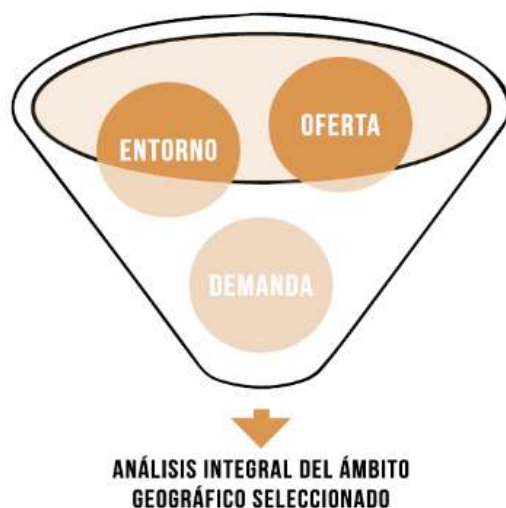 OFERTA
ENTORNO
DEMANDA
ANÁLISIS INTEGRAL DEL ÁMBITO
GEOGRÁFICO SELECCIONADO